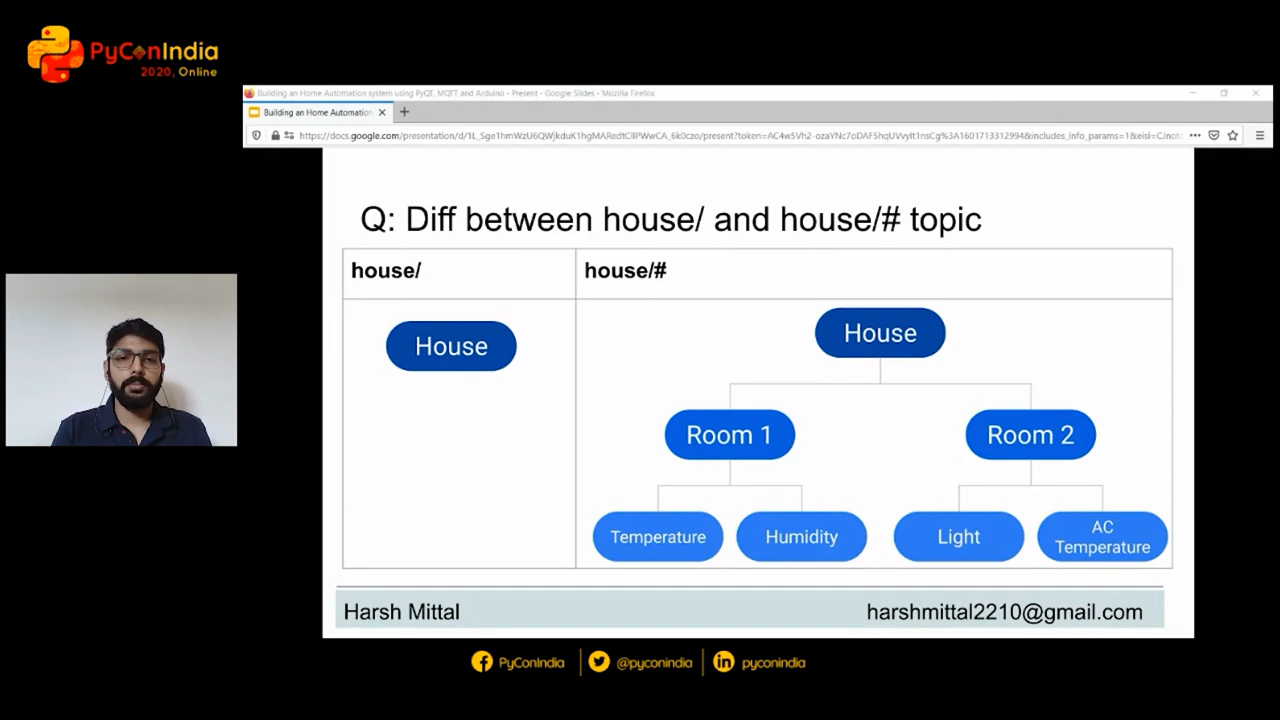 PyConIndia
2020, Online
Building an Home Automation system using PyQT, MQTT and Arduino - Present - Google Slides - Mozilla Firefox
Building an Home Automation
Q: Diff between house/ and house/# topic
house/
house/#
House
House
Room 1
Room 2
Temperature
Humidity
Light
AC
Temperature
Harsh Mittal
harshmittal2210@gmail.com
PyConIndia
@pyconindia
pyconindia